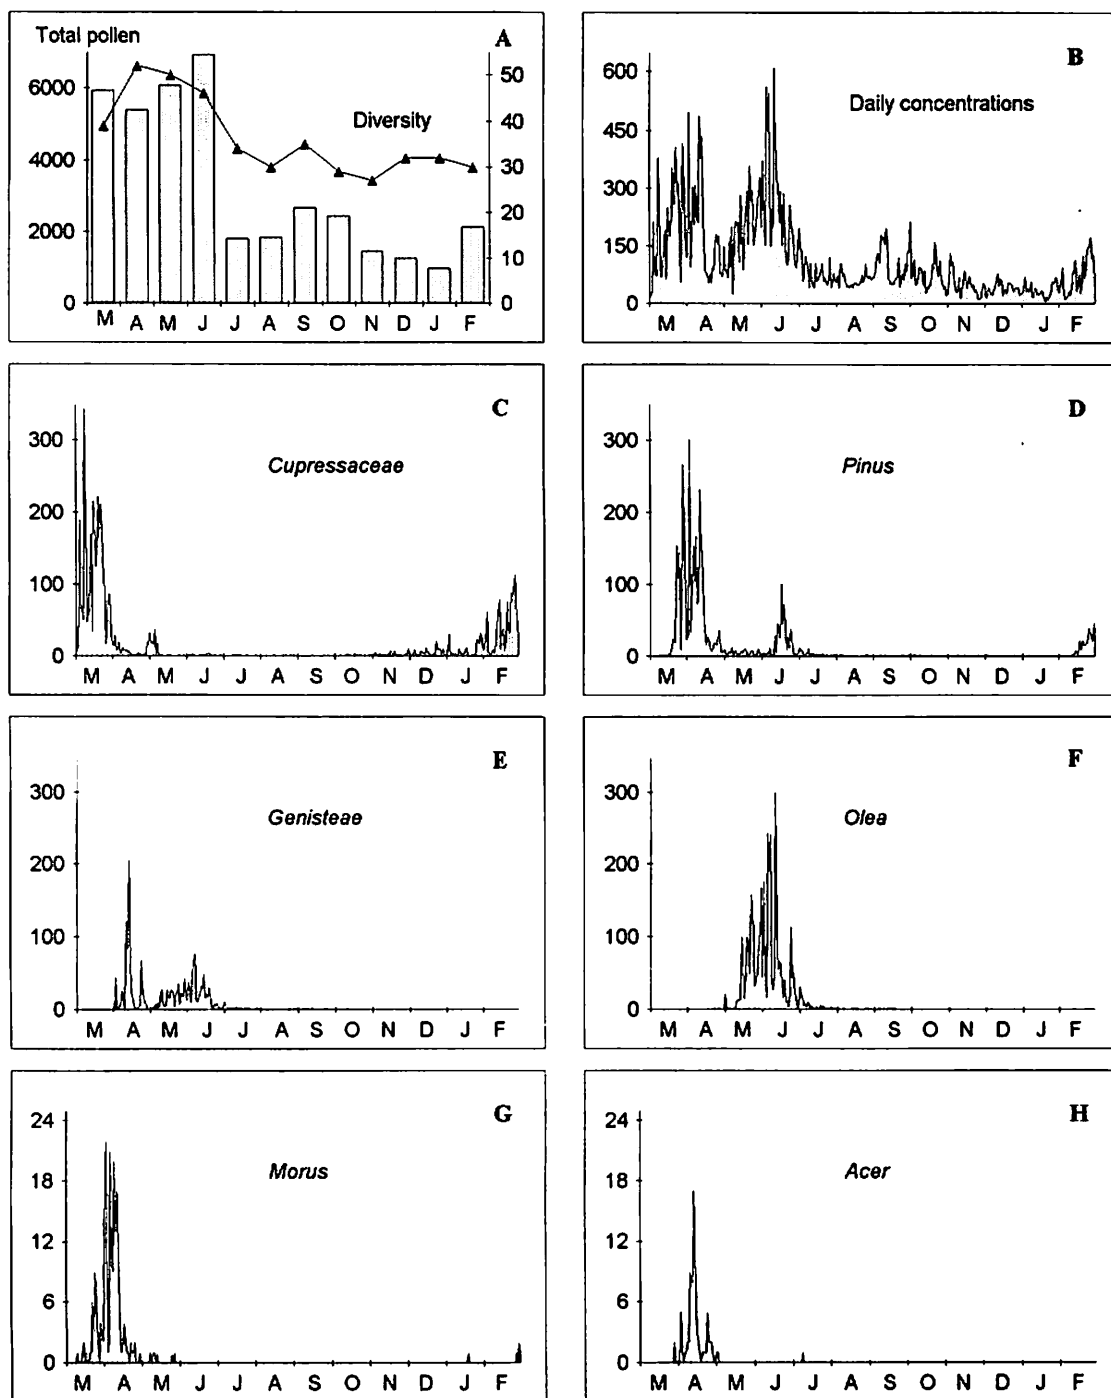 Total pollen
A
6000
4000
2000
0
50
40
30
20
10
0
Diversity
M A M J J A S O N D J F
B
Daily concentrations
600
450
300
150
0
M A M J J A S O N D J F
C
Cupressaceae
300
200
100
0
M A M J J A S O N D J F
D
Pinus
300
200
100
0
M A M J J A S O N D J F
E
Genisteae
300
200
100
0
M A M J J A S O N D J F
F
Olea
300
200
100
0
M A M J J A S O N D J F
G
Morus
24
18
12
6
0
M A M J J A S O N D J F
H
Acer
24
18
12
6
0
M A M J J A S O N D J F